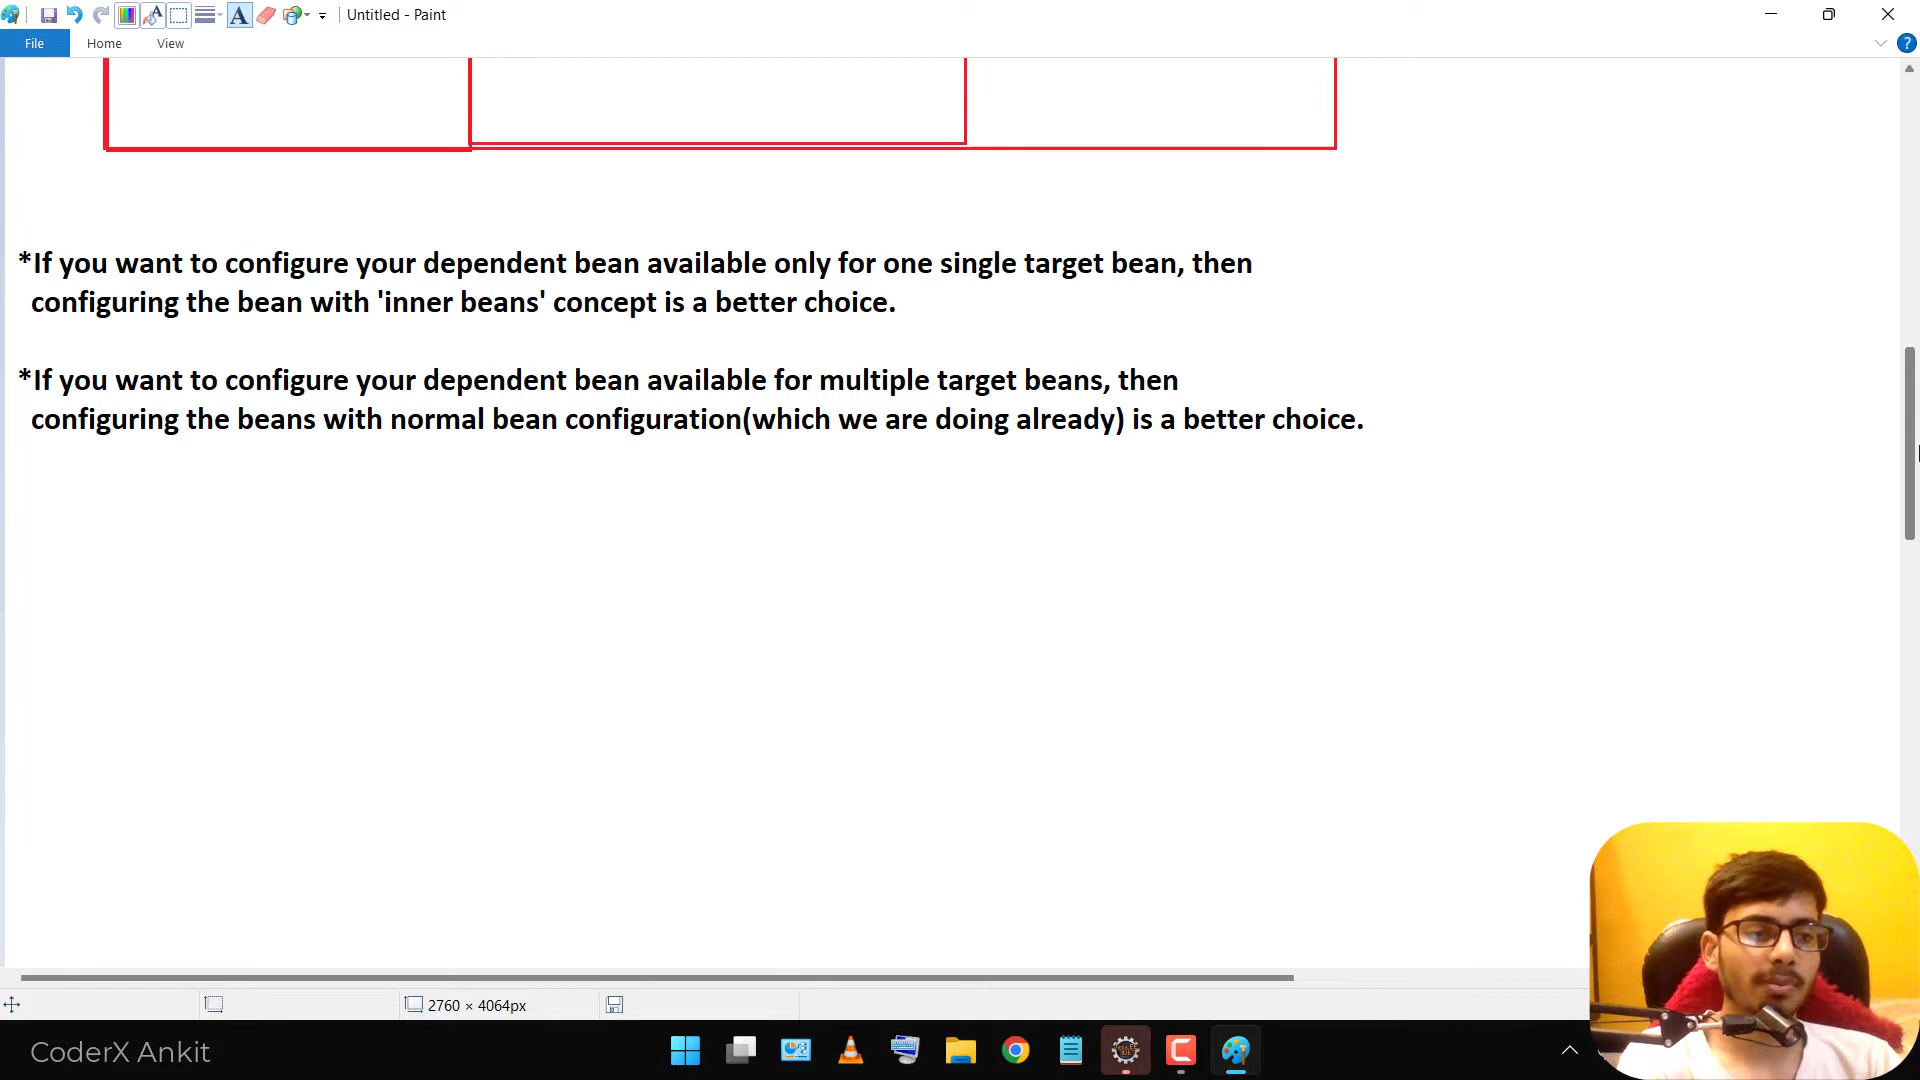 Untitled - Paint
File
Home
View
*If you want to configure your dependent bean available only for one single target bean, then
configuring the bean with 'inner beans' concept is a better choice.
*If you want to configure your dependent bean available for multiple target beans, then
configuring the beans with normal bean configuration(which we are doing already) is a better choice.
2760 × 4064px
CoderX Ankit